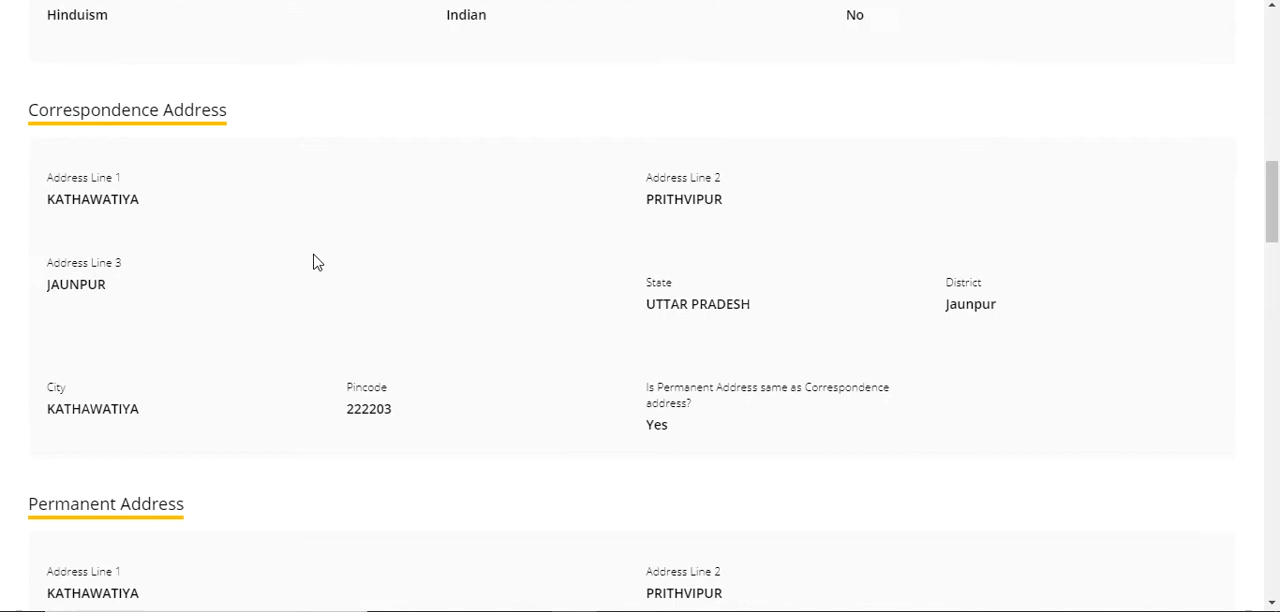 Hinduism Indian No
Correspondence Address
Address Line 1 Address Line 2
KATHAWATIYA PRITHVIPUR
Address Line 3
JAUNPUR
State District
UTTAR PRADESH Jaunpur
City Pincode Is Permanent Address same as Correspondence
address?
KATHAWATIYA 222203
Yes
Permanent Address
Address Line 1 Address Line 2
KATHAWATIYA PRITHVIPUR